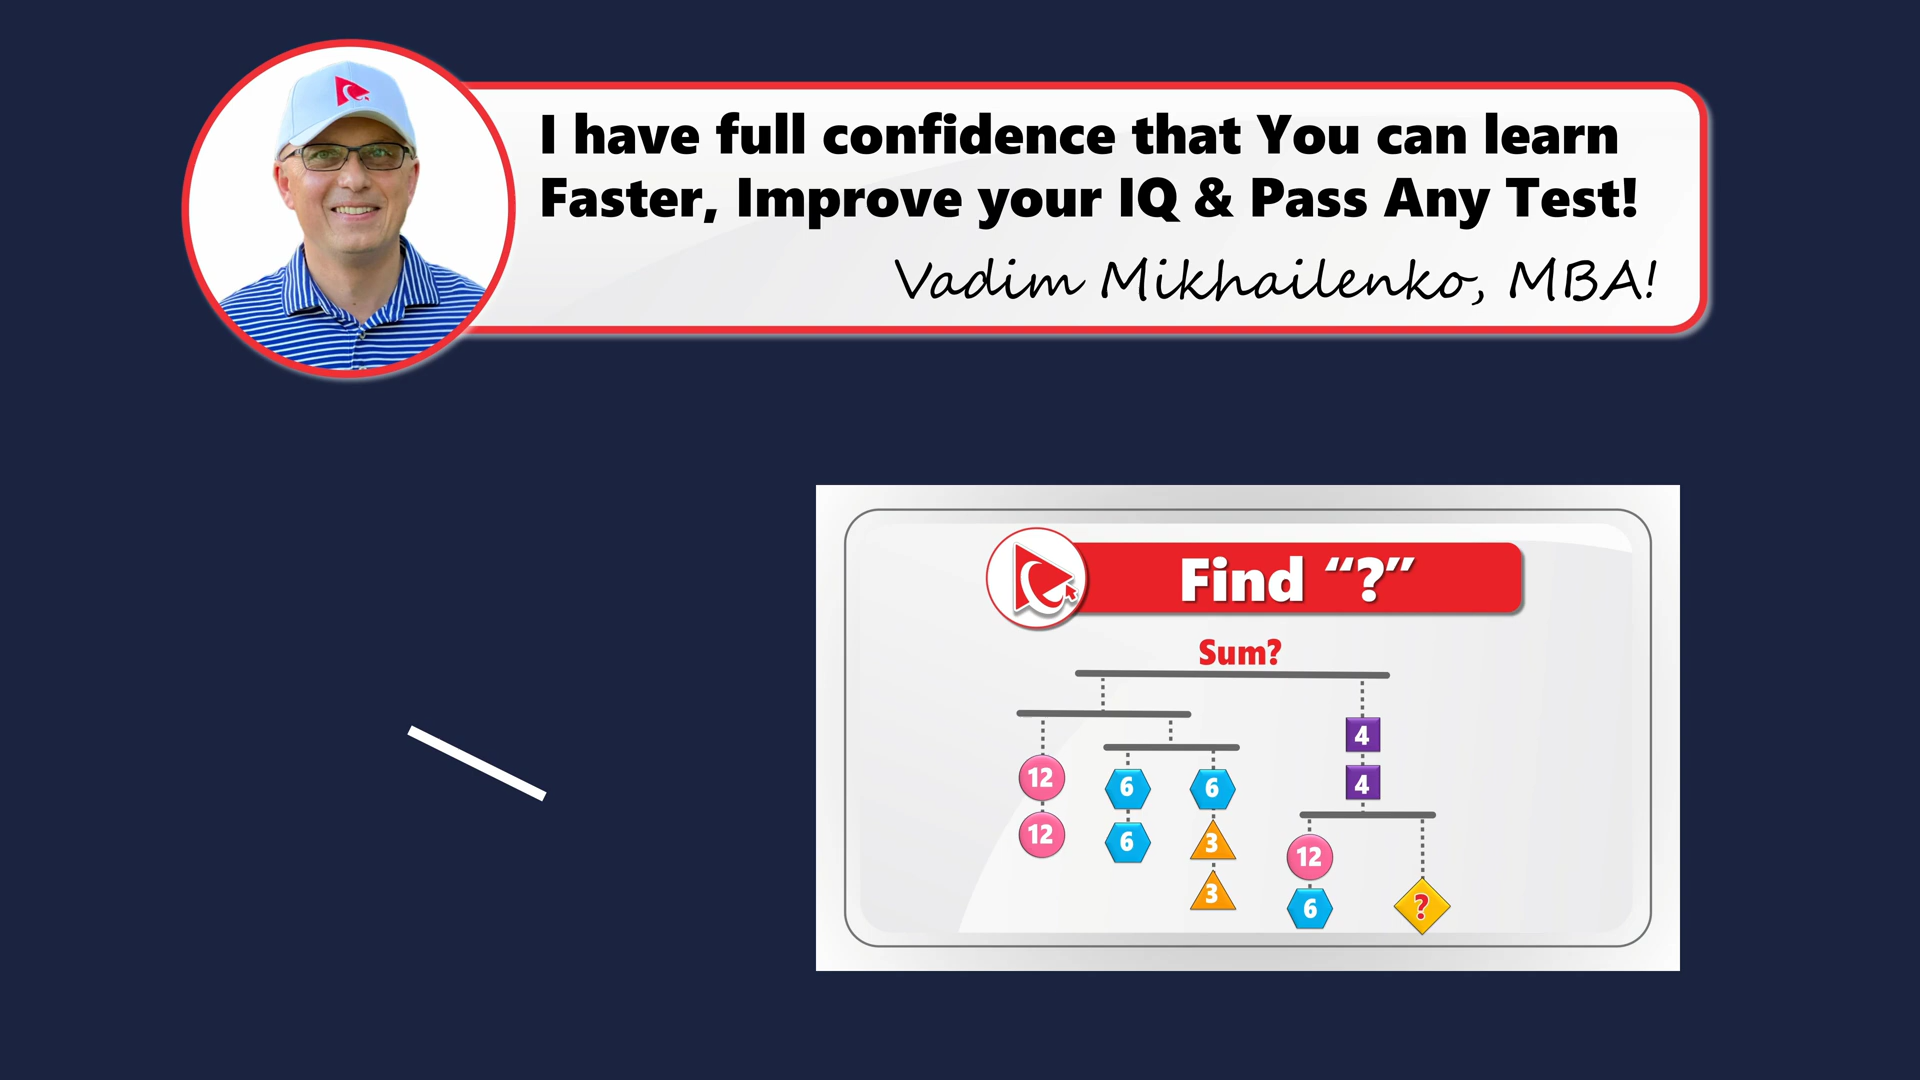 I have full confidence that You can learn
Faster, Improve your IQ & Pass Any Test!
Vadim Mikhailenko, MBA!
Find “?”
Sum?
4
4
12 6 6
12 6 3
3
12
6 ?